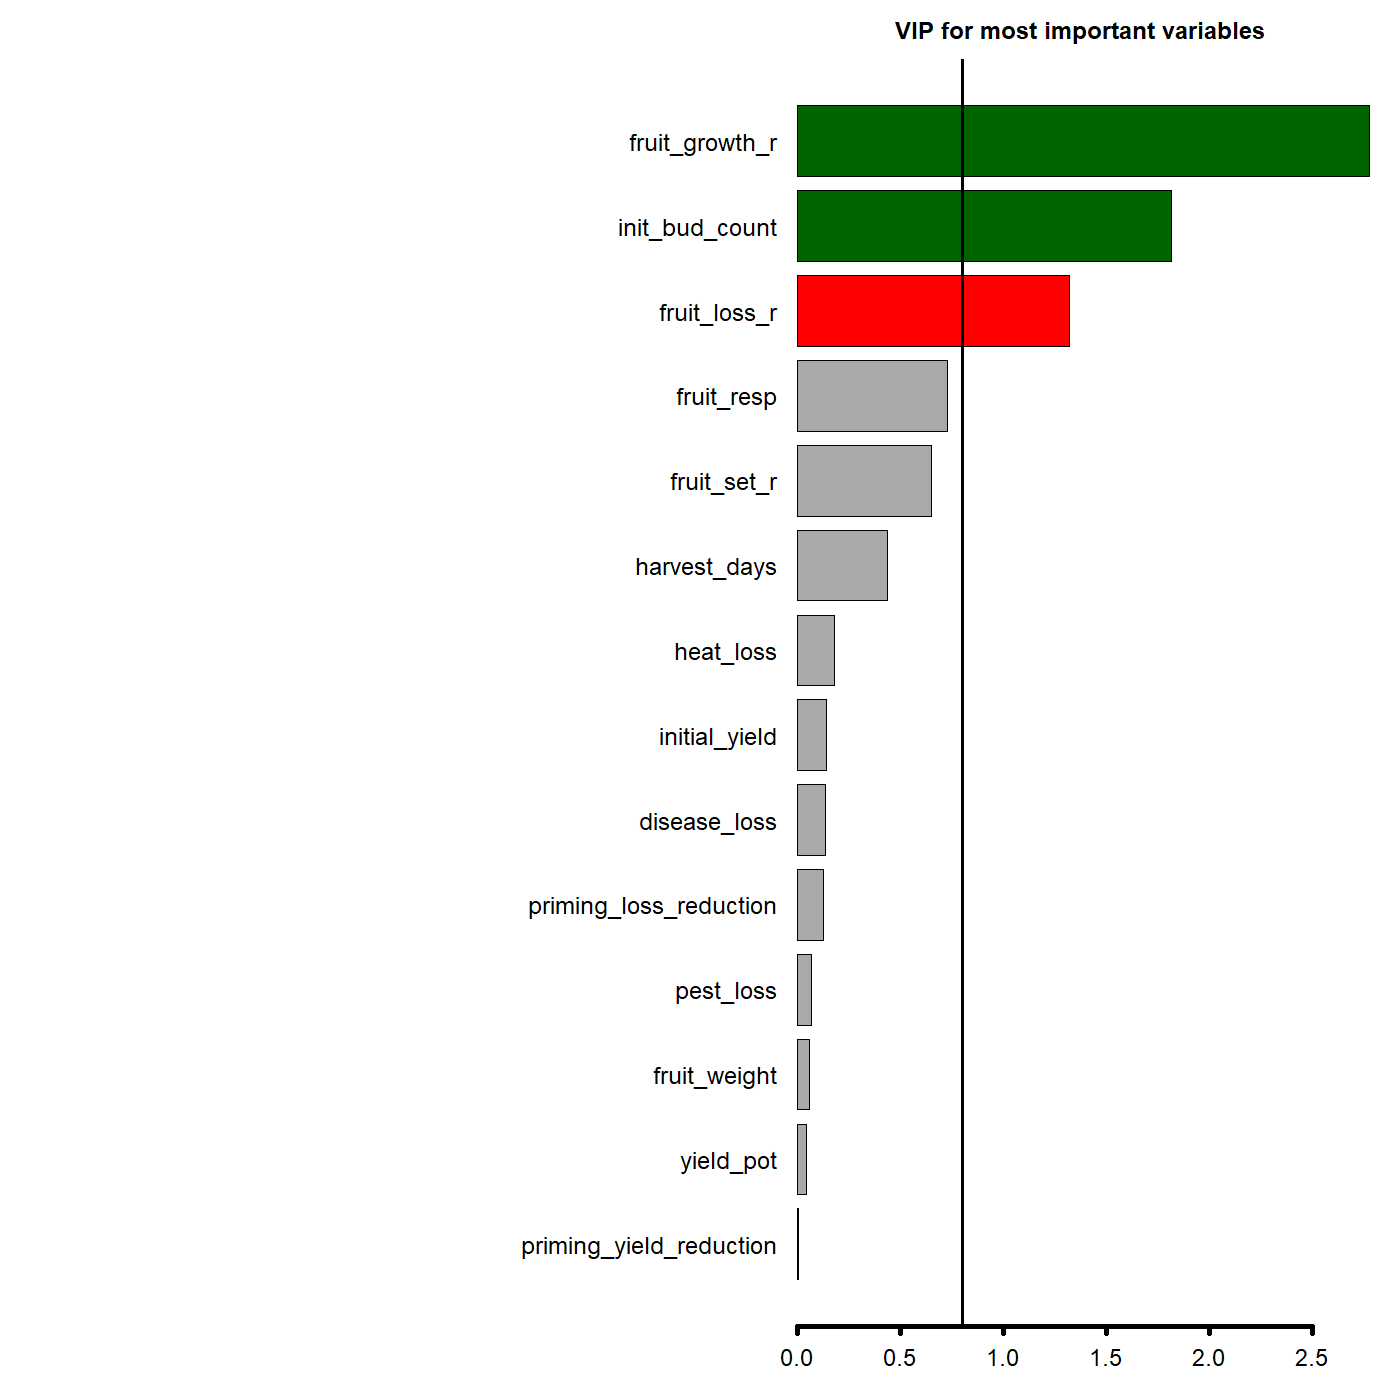 VIP for most important variables
fruit_growth_r
init_bud_count
fruit_loss_r
fruit_resp
fruit_set_r
harvest_days
heat_loss
initial_yield
disease_loss
priming_loss_reduction
pest_loss
fruit_weight
yield_pot
priming_yield_reduction
0.0 0.5 1.0 1.5 2.0 2.5